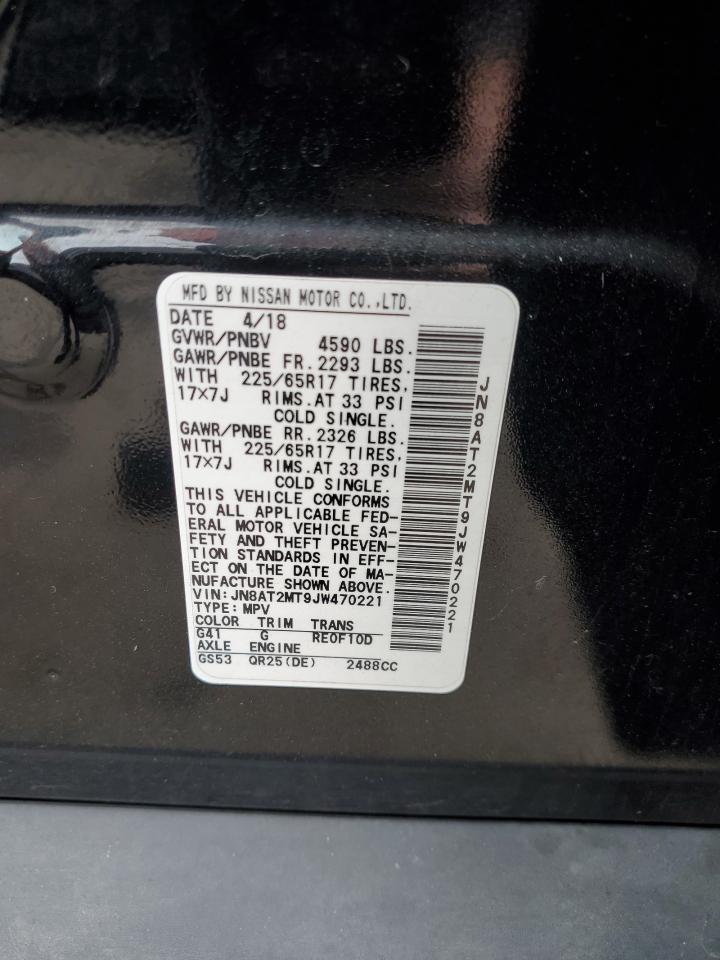 MFD BY NISSAN MOTOR CO.,LTD.
DATE 4/18
GVWR/PNBV 4590 LBS.
GAWR/PNBE FR. 2293 LBS.
WITH 225/65R17 TIRES,
17×7J RIMS.AT 33 PSI
COLD SINGLE.
GAWR/PNBE RR. 2326 LBS.
WITH 225/65R17 TIRES,
17×7J RIMS.AT 33 PSI
COLD SINGLE.
THIS VEHICLE CONFORMS
TO ALL APPLICABLE FED-
ERAL MOTOR VEHICLE SA-
FETY AND THEFT PREVEN-
TION STANDARDS IN EFF-
ECT ON THE DATE OF MA-
NUFACTURE SHOWN ABOVE.
VIN:JN8AT2MT9JW470221
TYPE:MPV
COLOR TRIM TRANS
G41 G RE0F10D
AXLE ENGINE
GS53 QR25(DE) 2488CC
JN8AT2MT9JW470221